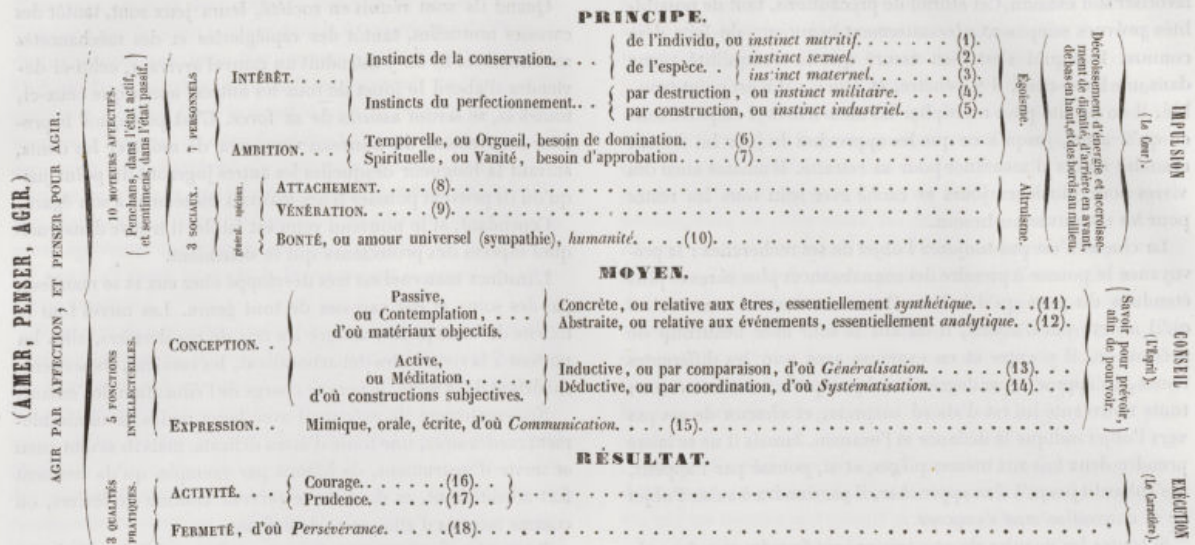 (AIMER, PENSER, AGIR,
AGIR PAR AFFECTION, ET PENSER POUR AGIR.
PRINCIPE.
10 MOTEURS AFFECTIFS
(Penchans, dans l'état actif,
et sentimens, dans l'état passif.
7 PERSONNELS
INTÉRÊT.
Instincts de la conservation.
de l'individu, ou instinct nutritif. (1).
de l'espèce, ou
instinct sexuel. (2).
instinct maternel. (3).
Instincts du perfectionnement.
par destruction, ou instinct militaire. (4).
par construction, ou instinct industriel. (5).
AMBITION.
Temporelle, ou Orgueil, besoin de domination. (6)
Spirituelle, ou Vanité, besoin d'approbation. (7)
3 SOCIAUX.
spéciaux.
général.
ATTACHEMENT. (8)
VÉNÉRATION. (9).
BONTÉ, ou amour universel (sympathie), humanité. (10).
Égoïsme.
Altruisme.
Décroissement d'énergie et accroisse-
ment de dignité, d'arrière en avant,
de bas en haut, et des bords au milieu.
(le Cœur).
IMPULSION
MOYEN.
5 FONCTIONS
INTELLECTUELLES.
CONCEPTION.
Passive,
ou Contemplation,
d'où matériaux objectifs.
Concrète, ou relative aux êtres, essentiellement synthétique. (11).
Abstraite, ou relative aux événements, essentiellement analytique. (12).
Active,
ou Méditation,
d'où constructions subjectives.
Inductive, ou par comparaison, d'où Généralisation. (13).
Déductive, ou par coordination, d'où Systématisation. (14).
EXPRESSION.
Mimique, orale, écrite, d'où Communication. (15).
[Savoir pour prévoir,
afin de pourvoir.]
(L'Esprit).
CONSEIL
RÉSULTAT.
3 QUALITÉS
PRATIQUES.
ACTIVITÉ.
Courage. (16)
Prudence. (17).
FERMETÉ, d'où Persévérance. (18).
(Le Caractère).
EXÉCUTION